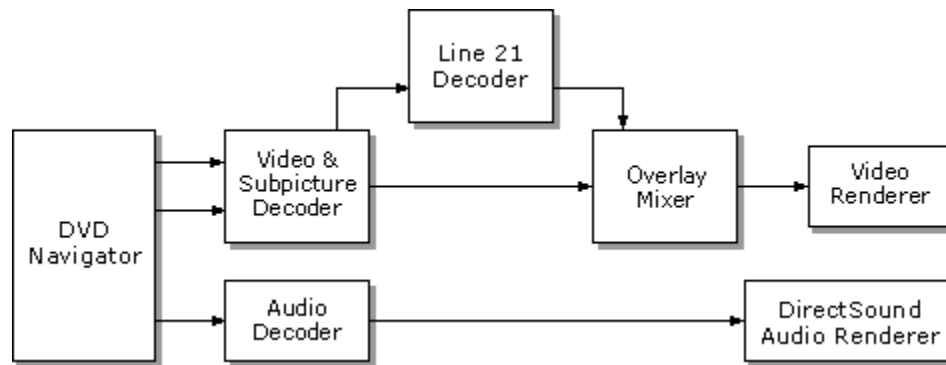 Line 21
Decoder
Video &
Subpicture
Decoder
Overlay
Mixer
Video
Renderer
DVD
Navigator
Audio
Decoder
DirectSound
Audio Renderer